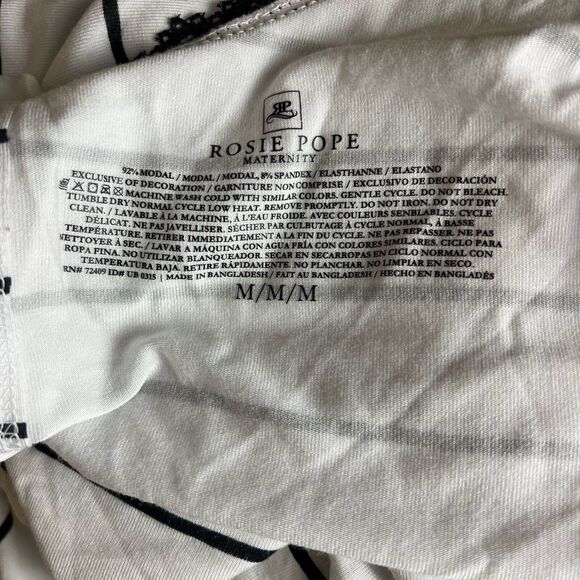 RP
ROSIE POPE
MATERNITY
92% MODAL / MODAL / MODAL, 8% SPANDEX / ELASTHANNE / ELASTANO
EXCLUSIVE OF DECORATION / GARNITURE NON COMPRISE / EXCLUSIVO DE DECORACIÓN
MACHINE WASH COLD WITH SIMILAR COLORS. GENTLE CYCLE. DO NOT BLEACH.
TUMBLE DRY NORMAL CYCLE LOW HEAT. REMOVE PROMPTLY. DO NOT IRON. DO NOT DRY
CLEAN. / LAVABLE À LA MACHINE, À L'EAU FROIDE. AVEC COULEURS SENBLABLES. CYCLE
DÉLICAT. NE PAS JAVELLISER. SÉCHER PAR CULBUTAGE À CYCLE NORMAL, À BASSE
TEMPÉRATURE. RETIRER IMMEDIATEMENT A LA FIN DU CYCLE. NE PAS REPASSER. NE PAS
NETTOYER À SEC. / LAVAR A MÁQUINA CON AGUA FRÍA CON COLORES SIMILARES. CICLO PARA
ROPA FINA. NO UTILIZAR BLANQUEADOR. SECAR EN SECARROPAS EN CICLO NORMAL CON
TEMPERATURA BAJA. RETIRE RÁPIDAMENTE. NO PLANCHAR. NO LIMPIAR EN SECO.
RN# 72409 ID# UB 0315 | MADE IN BANGLADESH / FAIT AU BANGLADESH / HECHO EN BANGLADÉS
M/M/M